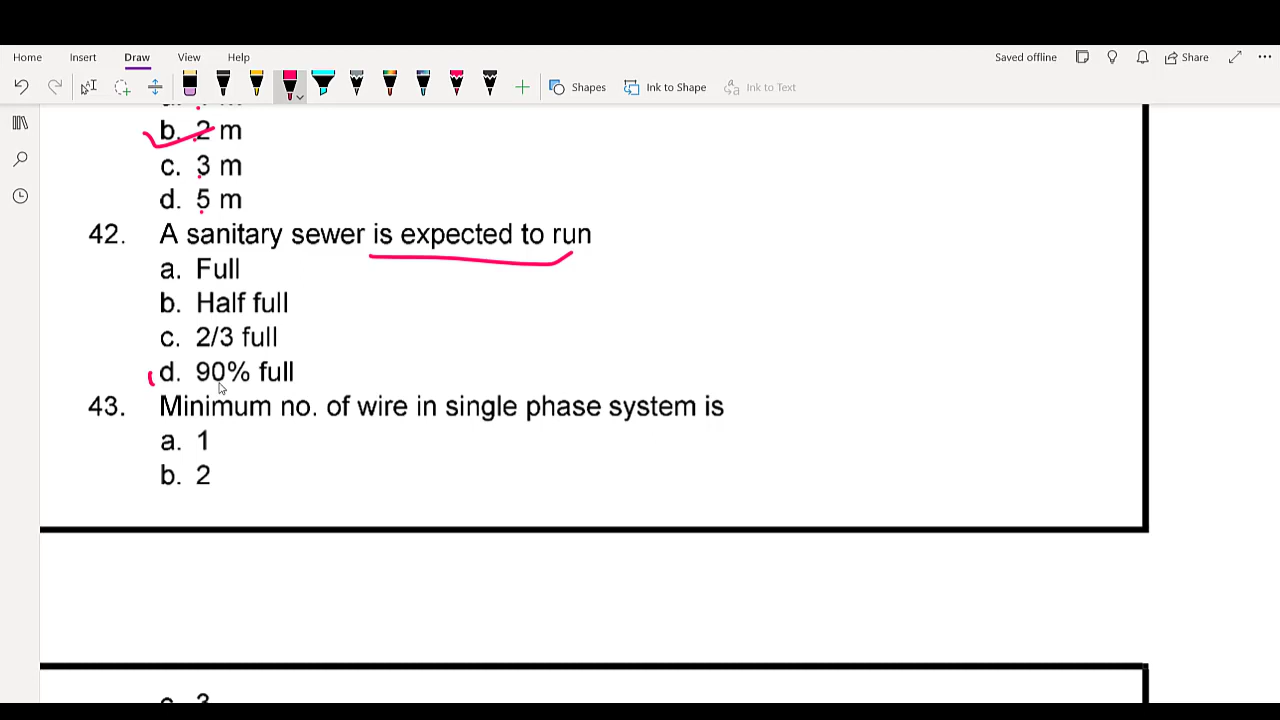 Home Insert Draw View Help Saved offline Share
Shapes Ink to Shape Ink to Text
b. 2 m
c. 3 m
d. 5 m
42. A sanitary sewer is expected to run
a. Full
b. Half full
c. 2/3 full
d. 90% full
43. Minimum no. of wire in single phase system is
a. 1
b. 2